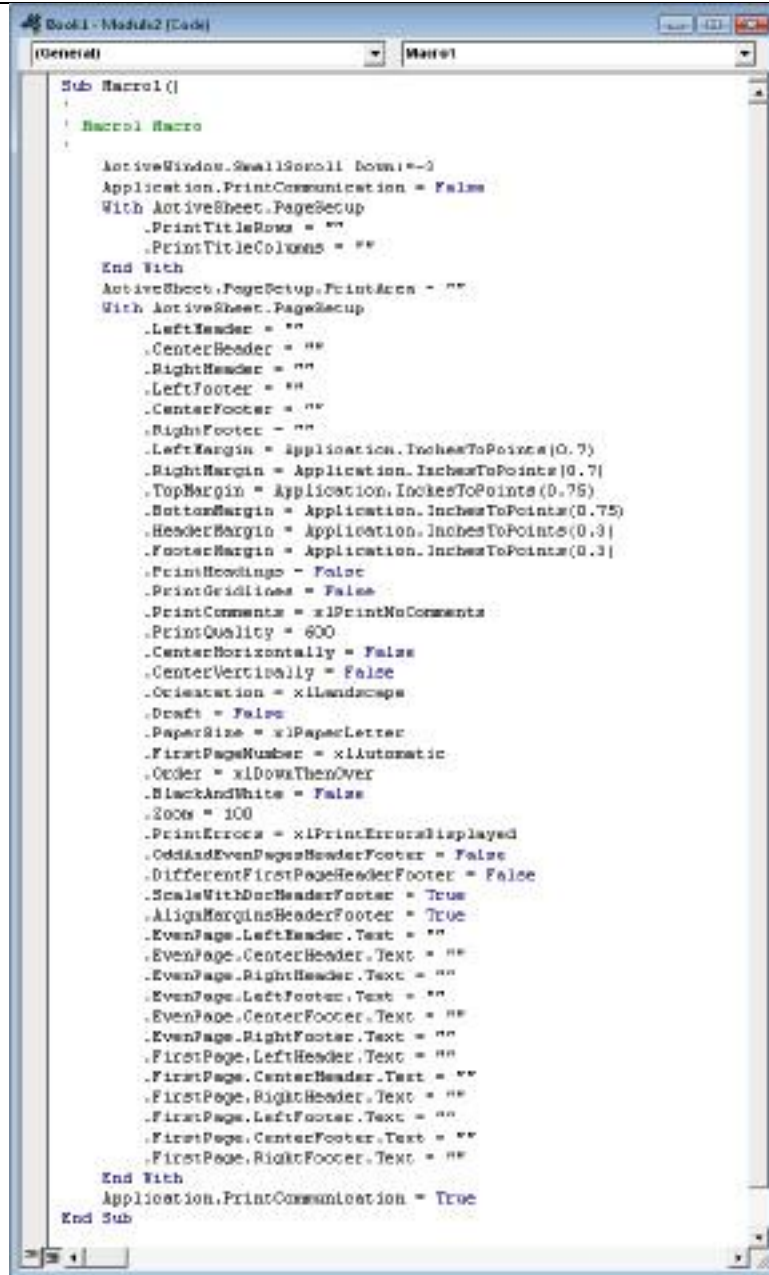 Book1 - Module2 (Code)
(General) Macro1
Sub Macro1()
'
' Macro1 Macro
'
ActiveWindow.SmallScroll Down:=-3
Application.PrintCommunication = False
With ActiveSheet.PageSetup
.PrintTitleRows = ""
.PrintTitleColumns = ""
End With
ActiveSheet.PageSetup.PrintArea = ""
With ActiveSheet.PageSetup
.LeftHeader = ""
.CenterHeader = ""
.RightHeader = ""
.LeftFooter = ""
.CenterFooter = ""
.RightFooter = ""
.LeftMargin = Application.InchesToPoints(0.7)
.RightMargin = Application.InchesToPoints(0.7)
.TopMargin = Application.InchesToPoints(0.75)
.BottomMargin = Application.InchesToPoints(0.75)
.HeaderMargin = Application.InchesToPoints(0.3)
.FooterMargin = Application.InchesToPoints(0.3)
.PrintHeadings = False
.PrintGridlines = False
.PrintComments = xlPrintNoComments
.PrintQuality = 600
.CenterHorizontally = False
.CenterVertically = False
.Orientation = xlLandscape
.Draft = False
.PaperSize = xlPaperLetter
.FirstPageNumber = xlAutomatic
.Order = xlDownThenOver
.BlackAndWhite = False
.Zoom = 100
.PrintErrors = xlPrintErrorsDisplayed
.OddAndEvenPagesHeaderFooter = False
.DifferentFirstPageHeaderFooter = False
.ScaleWithDocHeaderFooter = True
.AlignMarginsHeaderFooter = True
.EvenPage.LeftHeader.Text = ""
.EvenPage.CenterHeader.Text = ""
.EvenPage.RightHeader.Text = ""
.EvenPage.LeftFooter.Text = ""
.EvenPage.CenterFooter.Text = ""
.EvenPage.RightFooter.Text = ""
.FirstPage.LeftHeader.Text = ""
.FirstPage.CenterHeader.Text = ""
.FirstPage.RightHeader.Text = ""
.FirstPage.LeftFooter.Text = ""
.FirstPage.CenterFooter.Text = ""
.FirstPage.RightFooter.Text = ""
End With
Application.PrintCommunication = True
End Sub